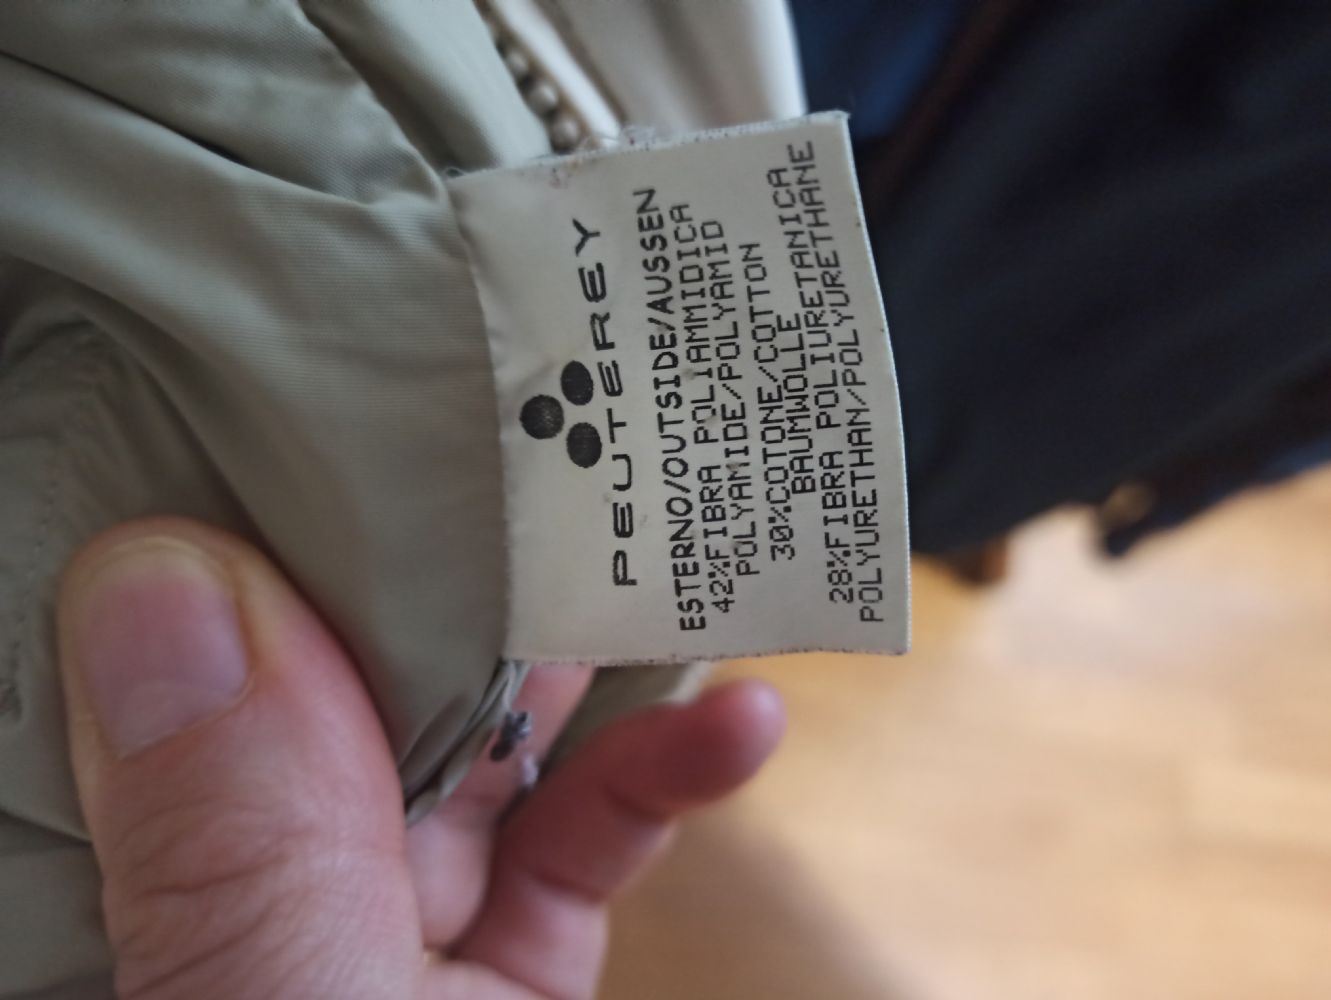 PEUTEREY
ESTERNO/OUTSIDE/AUSSEN
42%FIBRA POLIAMMIDICA
POLYAMIDE/POLYAMID
30%COTONE/COTTON
BAUMWOLLE
28%FIBRA POLIURETANICA
POLYURETHAN/POLYURETHANE